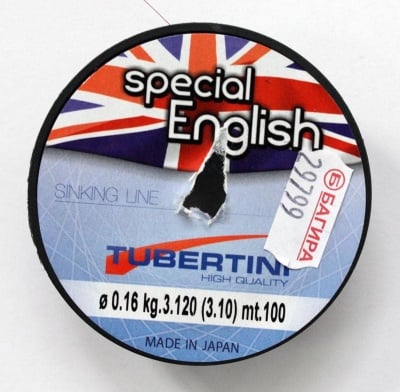 special
English
SINKING LINE
29799
Б БАГИРА
TUBERTINI
HIGH QUALITY
ø 0.16 kg.3.120 (3.10) mt.100
MADE IN JAPAN